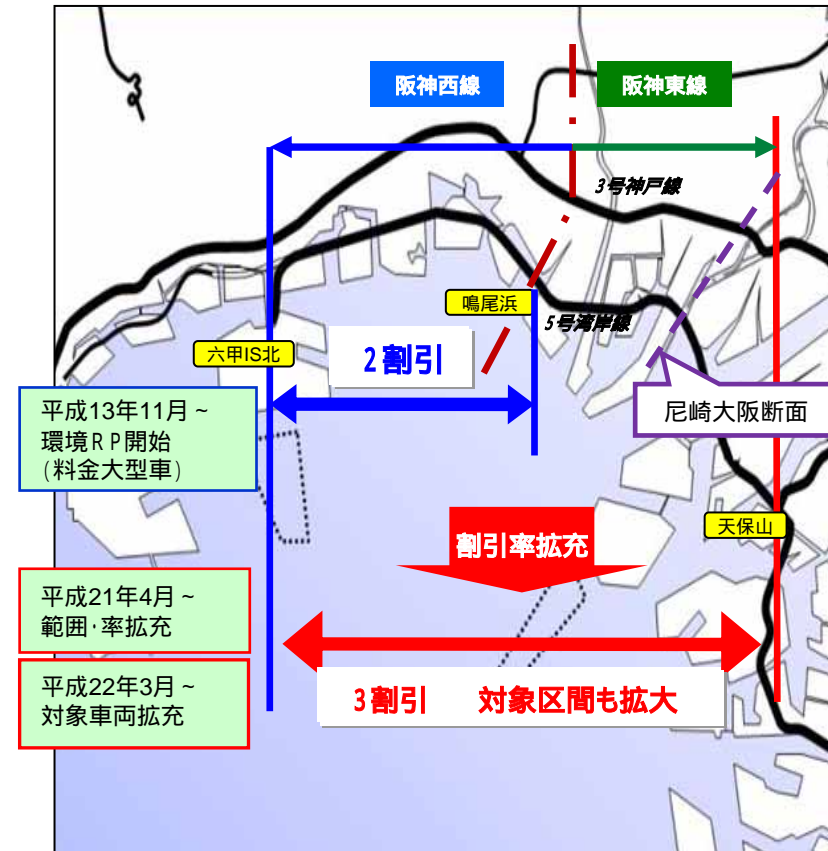 阪神西線
阪神東線
3号神戸線
鳴尾浜
5号湾岸線
六甲IS北
2割引
尼崎大阪断面
平成13年11月~
環境RP開始
(料金大型車)
天保山
割引率拡充
平成21年4月~
範囲・率拡充
平成22年3月~
対象車両拡充
3割引 対象区間も拡大